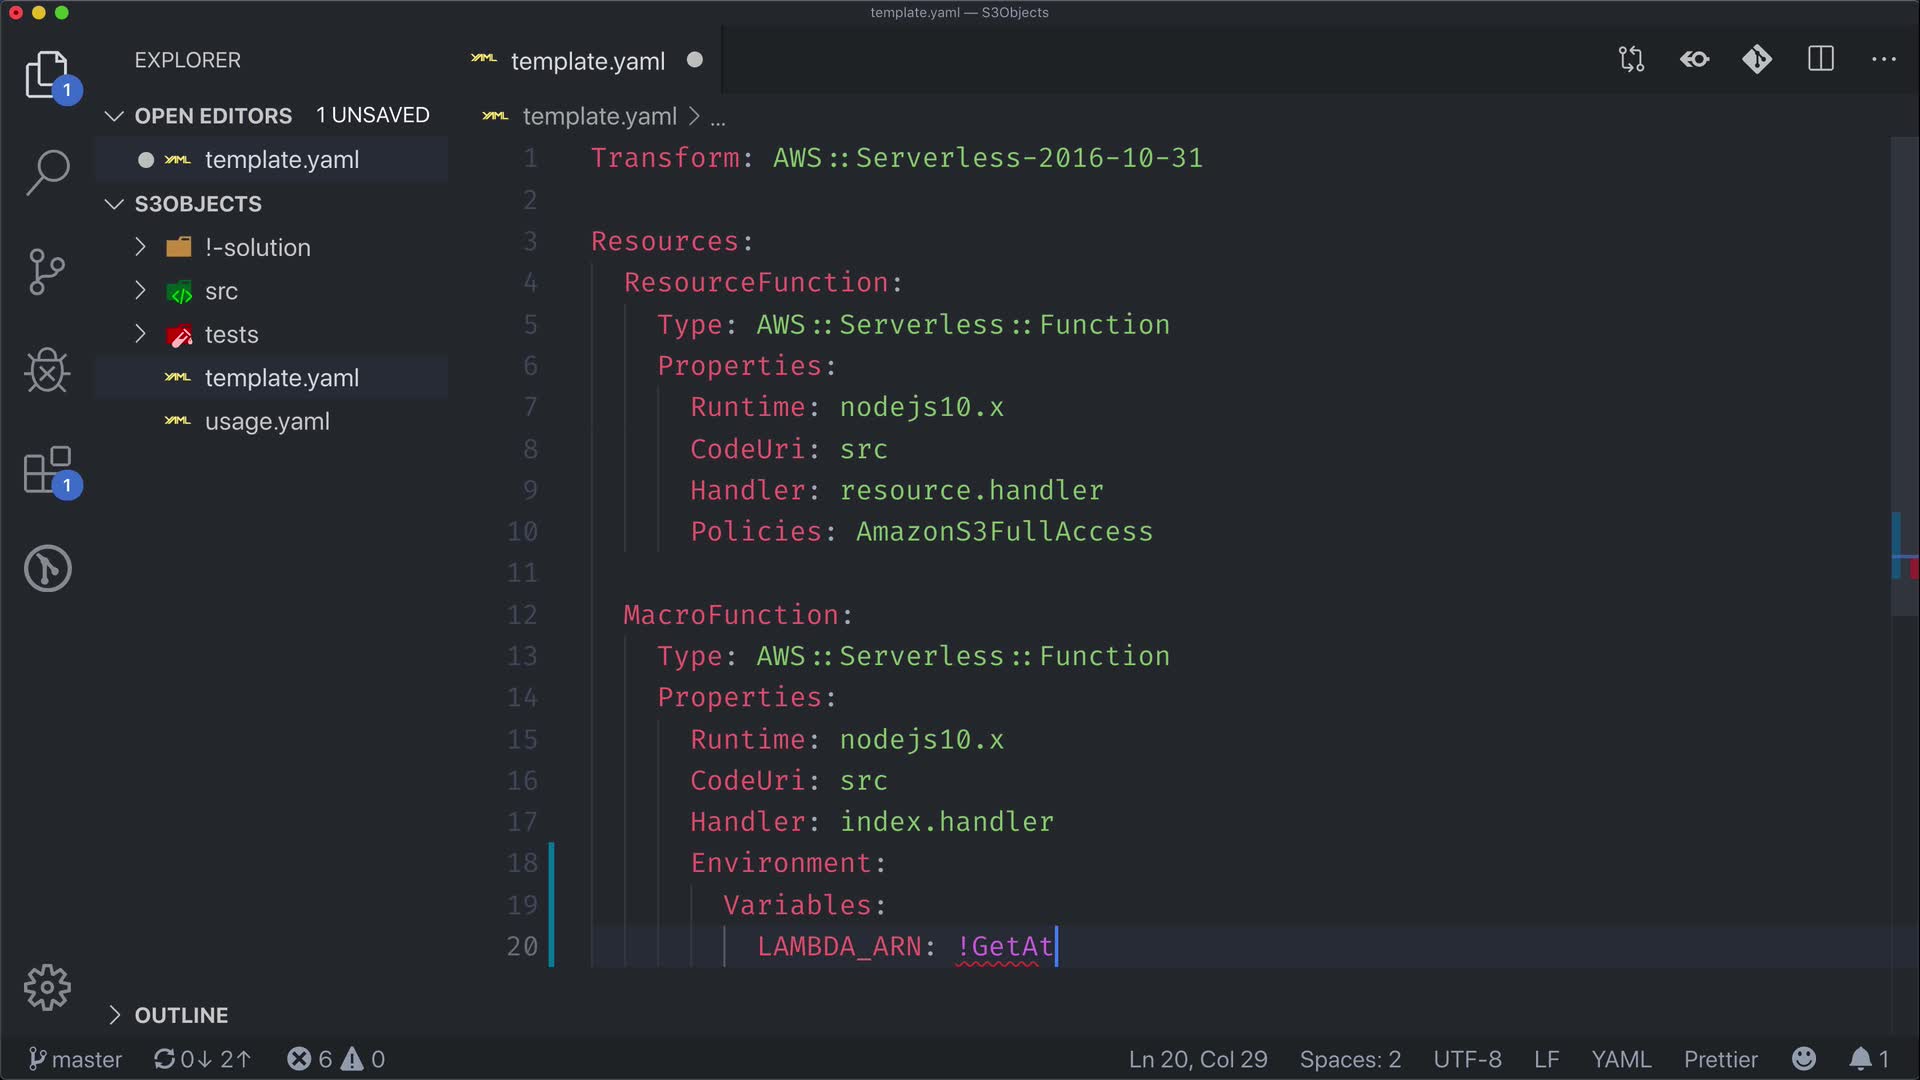 template.yaml — S3Objects
EXPLORER
template.yaml
1
OPEN EDITORS 1 UNSAVED
template.yaml > ...
template.yaml
S3OBJECTS
!-solution
src
tests
template.yaml
usage.yaml
1
1 Transform: AWS::Serverless-2016-10-31
2
3 Resources:
4 ResourceFunction:
5 Type: AWS::Serverless::Function
6 Properties:
7 Runtime: nodejs10.x
8 CodeUri: src
9 Handler: resource.handler
10 Policies: AmazonS3FullAccess
11
12 MacroFunction:
13 Type: AWS::Serverless::Function
14 Properties:
15 Runtime: nodejs10.x
16 CodeUri: src
17 Handler: index.handler
18 Environment:
19 Variables:
20 LAMBDA_ARN: !GetAt
OUTLINE
master 0↓ 2↑ 6 0 Ln 20, Col 29 Spaces: 2 UTF-8 LF YAML Prettier 1